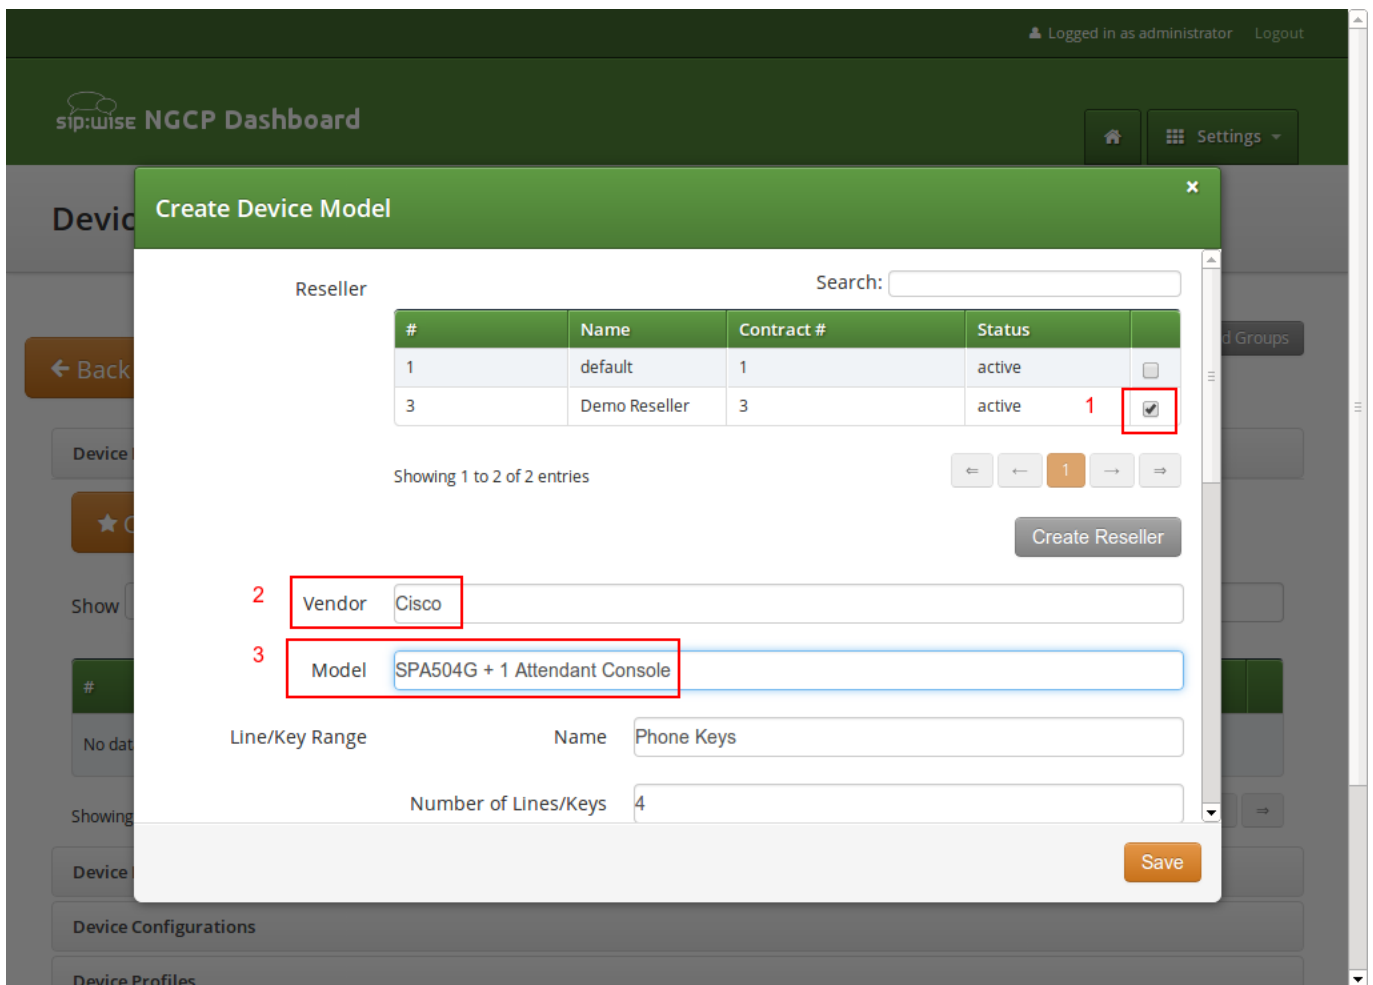 Logged in as administrator Logout
sip:wise NGCP Dashboard
Settings
Devic
Create Device Model
Reseller
Search:
# Name Contract # Status
1 default 1 active
3 Demo Reseller 3 active 1
Showing 1 to 2 of 2 entries
⇐ ← 1 → ⇒
Create Reseller
2 Vendor Cisco
3 Model SPA504G + 1 Attendant Console
Line/Key Range Name Phone Keys
Number of Lines/Keys 4
Save
Back
d Groups
Device
Show
#
No dat
Showing
⇒
Device
Device Configurations
Device Profiles